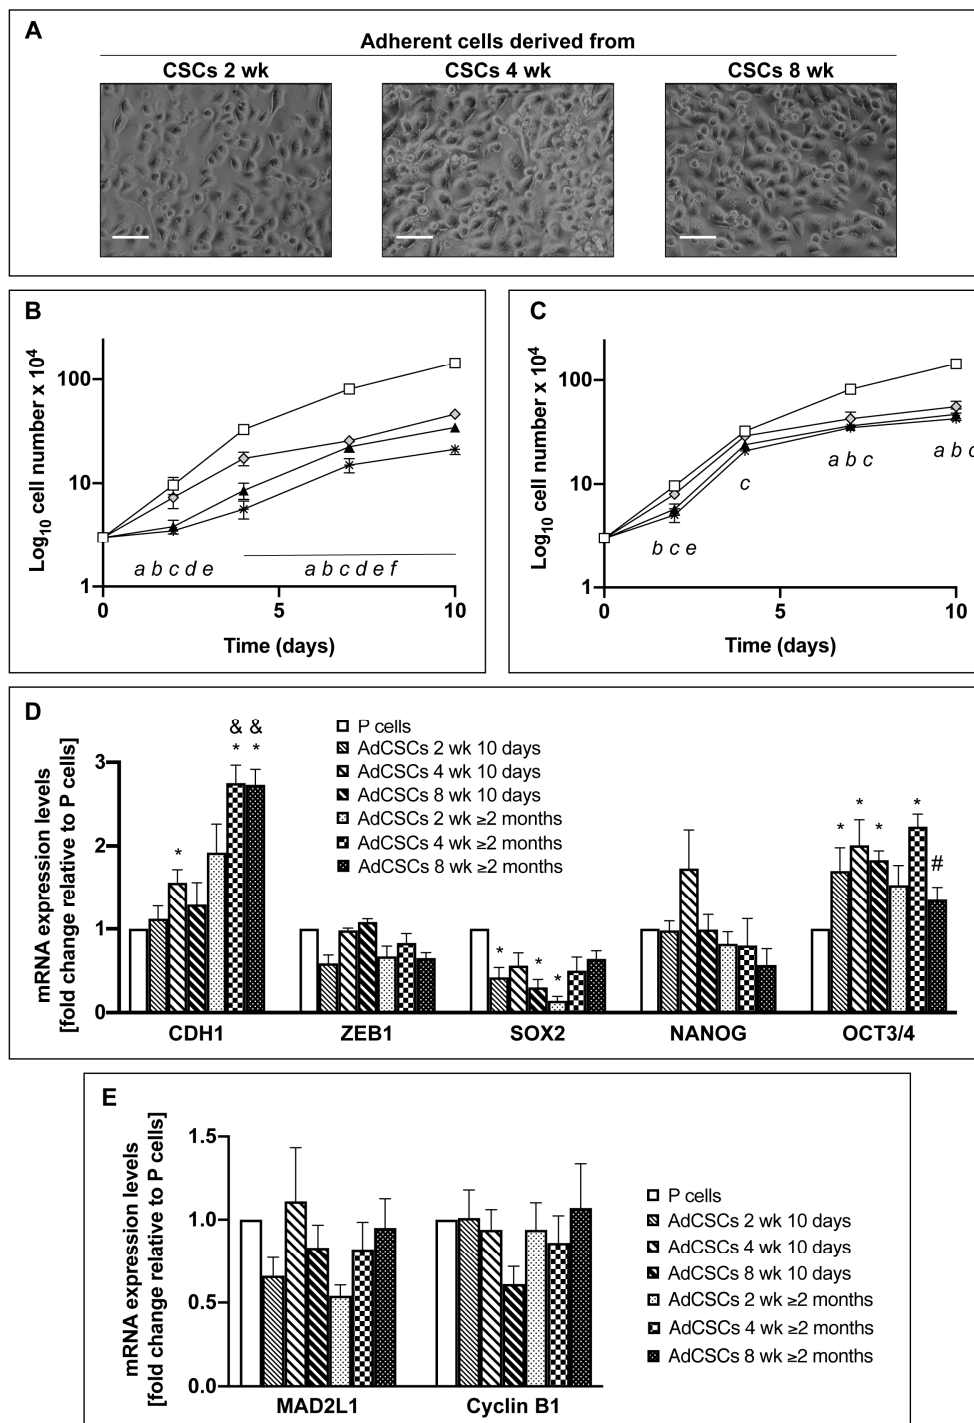 A
Adherent cells derived from
CSCs 2 wk
CSCs 4 wk
CSCs 8 wk
B
Log10 cell number x 10^4
100
10
1
a b c d e
a b c d e f
0
5
10
Time (days)
C
Log10 cell number x 10^4
100
10
1
b c e
c
a b c
a b c
0
5
10
Time (days)
D
mRNA expression levels
[fold change relative to P cells]
3
2
1
0
P cells
AdCSCs 2 wk 10 days
AdCSCs 4 wk 10 days
AdCSCs 8 wk 10 days
AdCSCs 2 wk ≥2 months
AdCSCs 4 wk ≥2 months
AdCSCs 8 wk ≥2 months
& &
* * *
* * *
* * * *
#
CDH1
ZEB1
SOX2
NANOG
OCT3/4
E
mRNA expression levels
[fold change relative to P cells]
1.5
1.0
0.5
0.0
MAD2L1
Cyclin B1
P cells
AdCSCs 2 wk 10 days
AdCSCs 4 wk 10 days
AdCSCs 8 wk 10 days
AdCSCs 2 wk ≥2 months
AdCSCs 4 wk ≥2 months
AdCSCs 8 wk ≥2 months